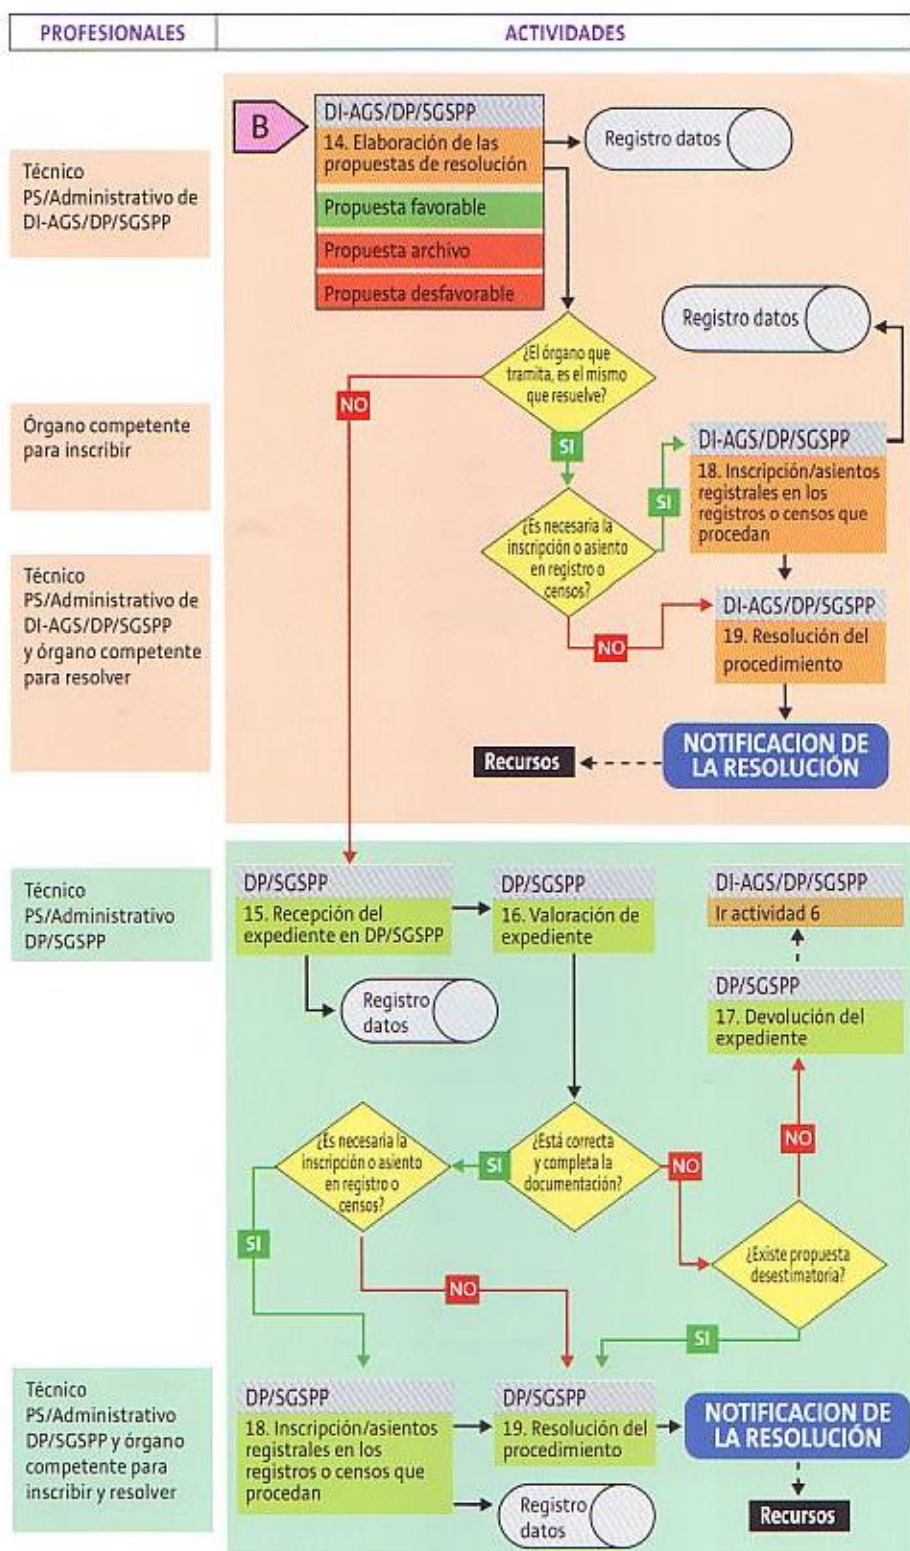 PROFESIONALES
ACTIVIDADES
Técnico
PS/Administrativo de
DI-AGS/DP/SGSPP
B
DI-AGS/DP/SGSPP
14. Elaboración de las
propuestas de resolución
Propuesta favorable
Propuesta archivo
Propuesta desfavorable
Registro datos
Registro datos
¿El órgano que
tramita, es el mismo
que resuelve?
NO
SI
Órgano competente
para inscribir
¿Es necesaria la
inscripción o asiento
en registro o
censos?
SI
DI-AGS/DP/SGSPP
18. Inscripción/asientos
registrales en los
registros o censos que
procedan
Técnico
PS/Administrativo de
DI-AGS/DP/SGSPP
y órgano competente
para resolver
NO
DI-AGS/DP/SGSPP
19. Resolución del
procedimiento
NOTIFICACION DE
LA RESOLUCIÓN
Recursos
Técnico
PS/Administrativo
DP/SGSPP
DP/SGSPP
15. Recepción del
expediente en DP/SGSPP
Registro
datos
DP/SGSPP
16. Valoración de
expediente
DI-AGS/DP/SGSPP
Ir actividad 6
DP/SGSPP
17. Devolución del
expediente
NO
¿Es necesaria la
inscripción o asiento
en registro o
censos?
SI
¿Está correcta
y completa la
documentación?
NO
¿Existe propuesta
desestimatoria?
SI
NO
SI
Técnico
PS/Administrativo
DP/SGSPP y órgano
competente para
inscribir y resolver
DP/SGSPP
18. Inscripción/asientos
registrales en los
registros o censos que
procedan
DP/SGSPP
19. Resolución del
procedimiento
Registro
datos
NOTIFICACION DE
LA RESOLUCIÓN
Recursos